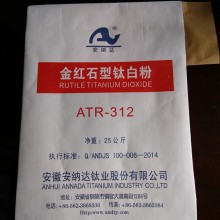 安纳达
金红石型钛白粉
RUTILE TITANIUM DIOXIDE
ATR-312
净重：25公斤
执行标准：Q/ANDJS 100-006-2014
安徽安纳达钛业股份有限公司
ANHUI ANNADA TITANIUM INDUSTRY CO.,LTD